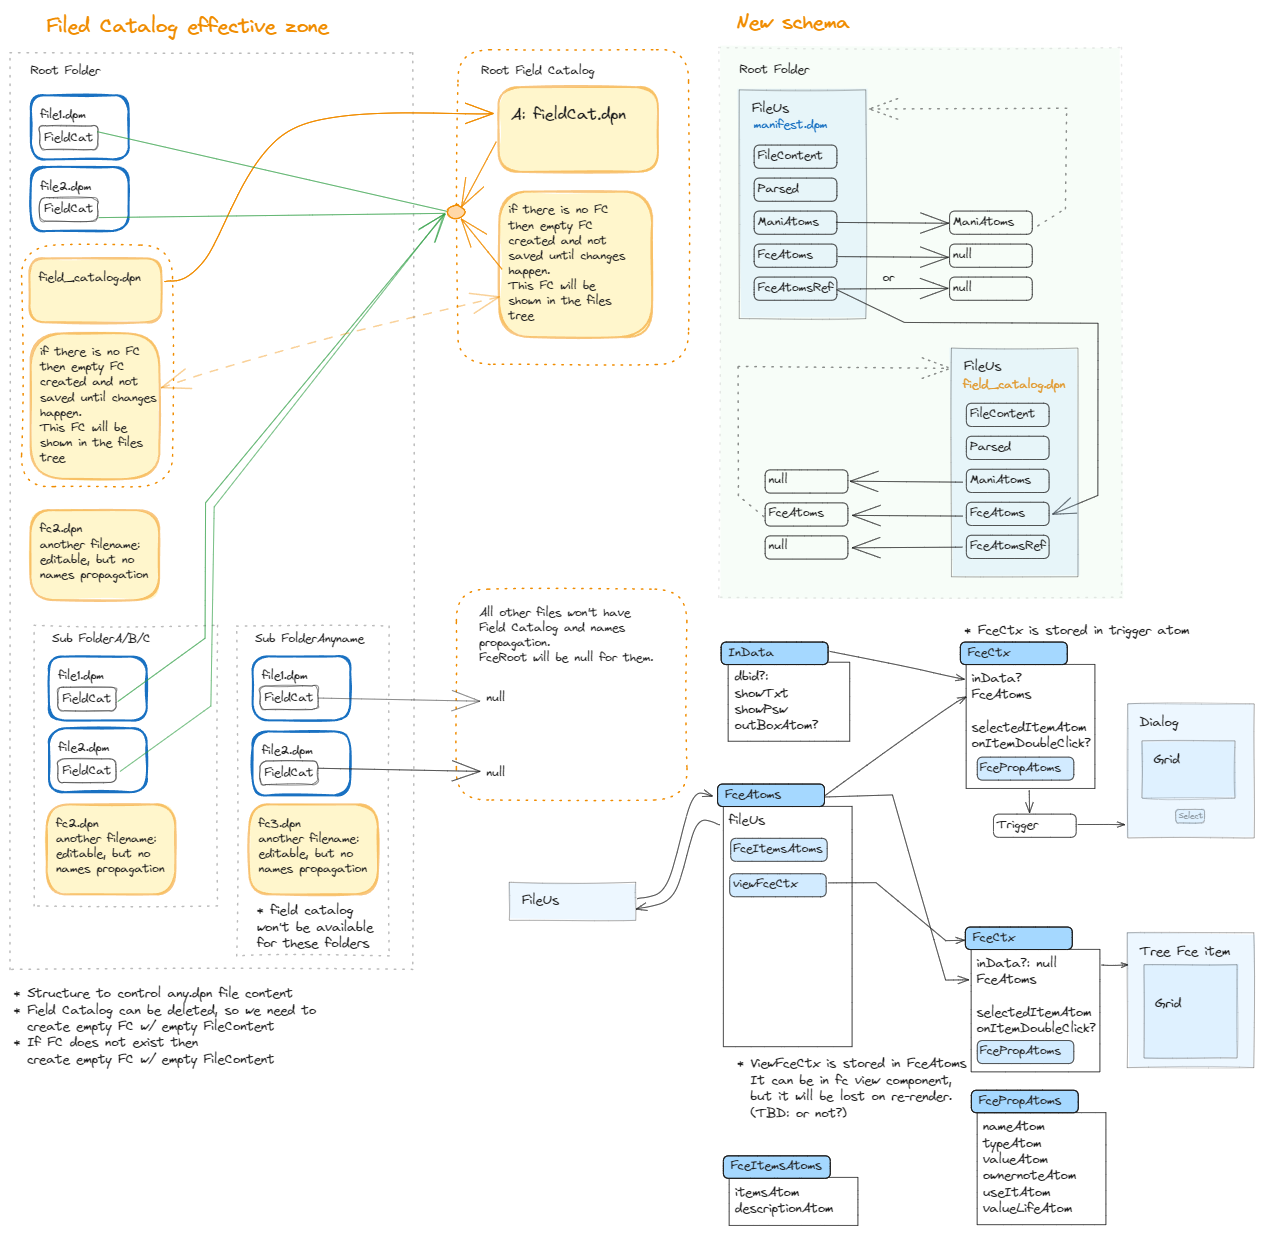 Filed Catalog effective zone
Root Folder
file1.dpm
FieldCat
file2.dpm
FieldCat
field_catalog.dpn
if there is no FC
then empty FC
created and not
saved until changes
happen.
This FC will be
shown in the files
tree
fc2.dpn
another filename:
editable, but no
names propagation
Sub FolderA/B/C
file1.dpm
FieldCat
file2.dpm
FieldCat
fc2.dpn
another filename:
editable, but no
names propagation
Sub FolderAnyname
file1.dpm
FieldCat
file2.dpm
FieldCat
fc3.dpn
another filename:
editable, but no
names propagation
* field catalog
won't be available
for these folders
* Structure to control any.dpn file content
* Field Catalog can be deleted, so we need to
create empty FC w/ empty FileContent
* If FC does not exist then
create empty FC w/ empty FileContent
Root Field Catalog
A: fieldCat.dpn
if there is no FC
then empty FC
created and not
saved until changes
happen.
This FC will be
shown in the files
tree
All other files won't have
Field Catalog and names
propagation.
FceRoot will be null for them.
null
null
New schema
Root Folder
FileUs
manifest.dpm
FileContent
Parsed
ManiAtoms
FceAtoms
FceAtomsRef
ManiAtoms
null
or
null
FileUs
field_catalog.dpn
FileContent
Parsed
ManiAtoms
FceAtoms
FceAtomsRef
null
FceAtoms
null
* FceCtx is stored in trigger atom
InData
dbid?:
showTxt
showPsw
outBoxAtom?
FceCtx
inData?
FceAtoms
selectedItemAtom
onItemDoubleClick?
FcePropAtoms
Trigger
Dialog
Grid
Select
FceAtoms
fileUs
FceItemsAtoms
viewFceCtx
FileUs
FceCtx
inData?: null
FceAtoms
selectedItemAtom
onItemDoubleClick?
FcePropAtoms
Tree Fce item
Grid
* ViewFceCtx is stored in FceAtoms
It can be in fc view component,
but it will be lost on re-render.
(TBD: or not?)
FcePropAtoms
nameAtom
typeAtom
valueAtom
ownernoteAtom
useItAtom
valueLifeAtom
FceItemsAtoms
itemsAtom
descriptionAtom